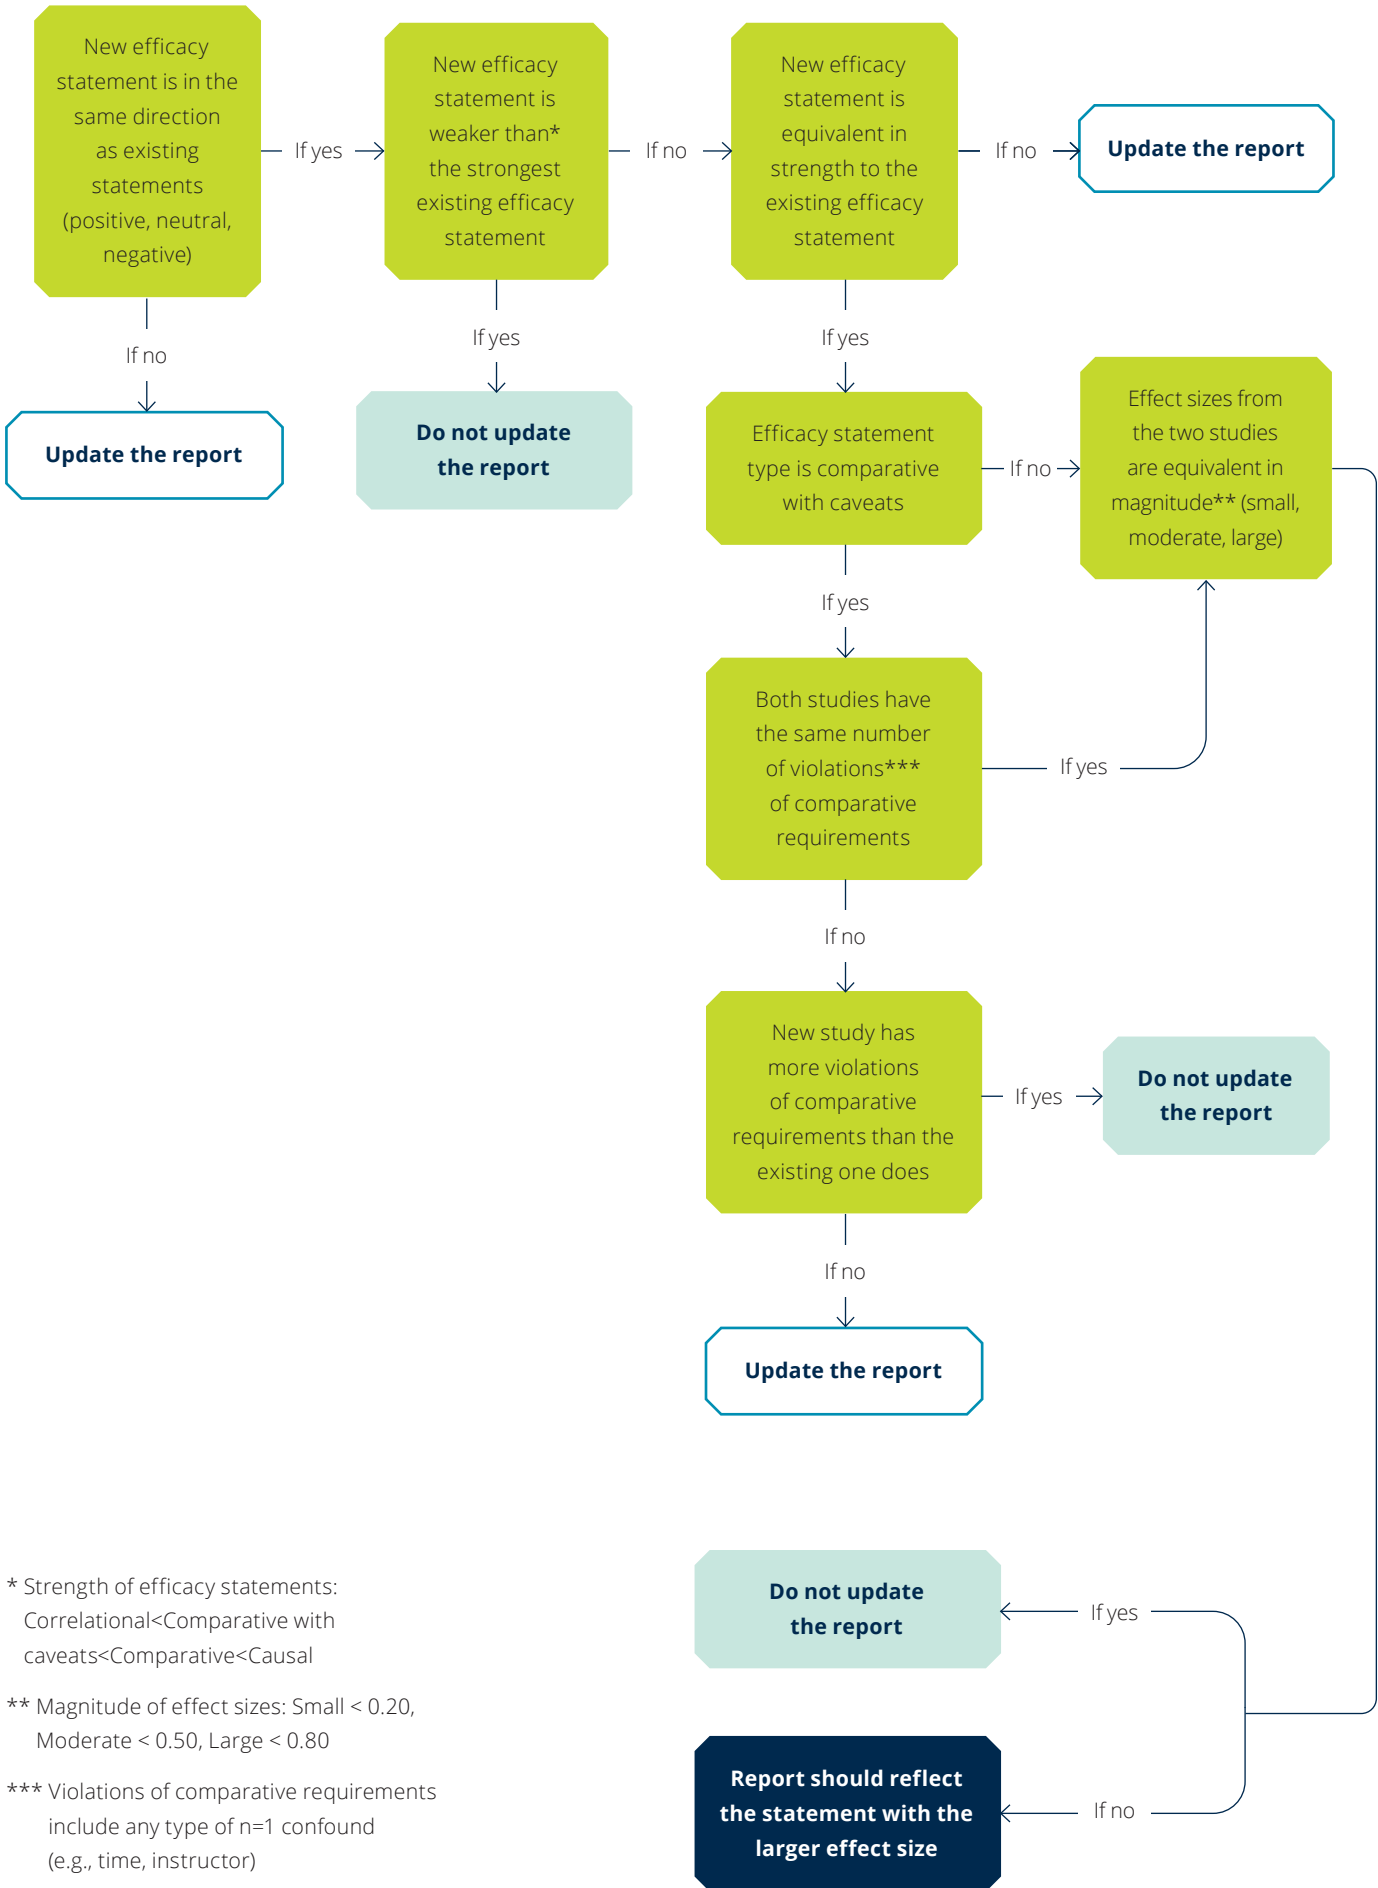 New efficacy
statement is in the
same direction
as existing
statements
(positive, neutral,
negative)
If yes
New efficacy
statement is
weaker than*
the strongest
existing efficacy
statement
If no
New efficacy
statement is
equivalent in
strength to the
existing efficacy
statement
If no
Update the report
If no
Update the report
If yes
Do not update
the report
If yes
Efficacy statement
type is comparative
with caveats
If no
Effect sizes from
the two studies
are equivalent in
magnitude** (small,
moderate, large)
If yes
Both studies have
the same number
of violations***
of comparative
requirements
If yes
If no
New study has
more violations
of comparative
requirements than the
existing one does
If yes
Do not update
the report
If no
Update the report
Do not update
the report
If yes
Report should reflect
the statement with the
larger effect size
If no
* Strength of efficacy statements:
Correlational<Comparative with
caveats<Comparative<Causal
** Magnitude of effect sizes: Small < 0.20,
Moderate < 0.50, Large < 0.80
*** Violations of comparative requirements
include any type of n=1 confound
(e.g., time, instructor)